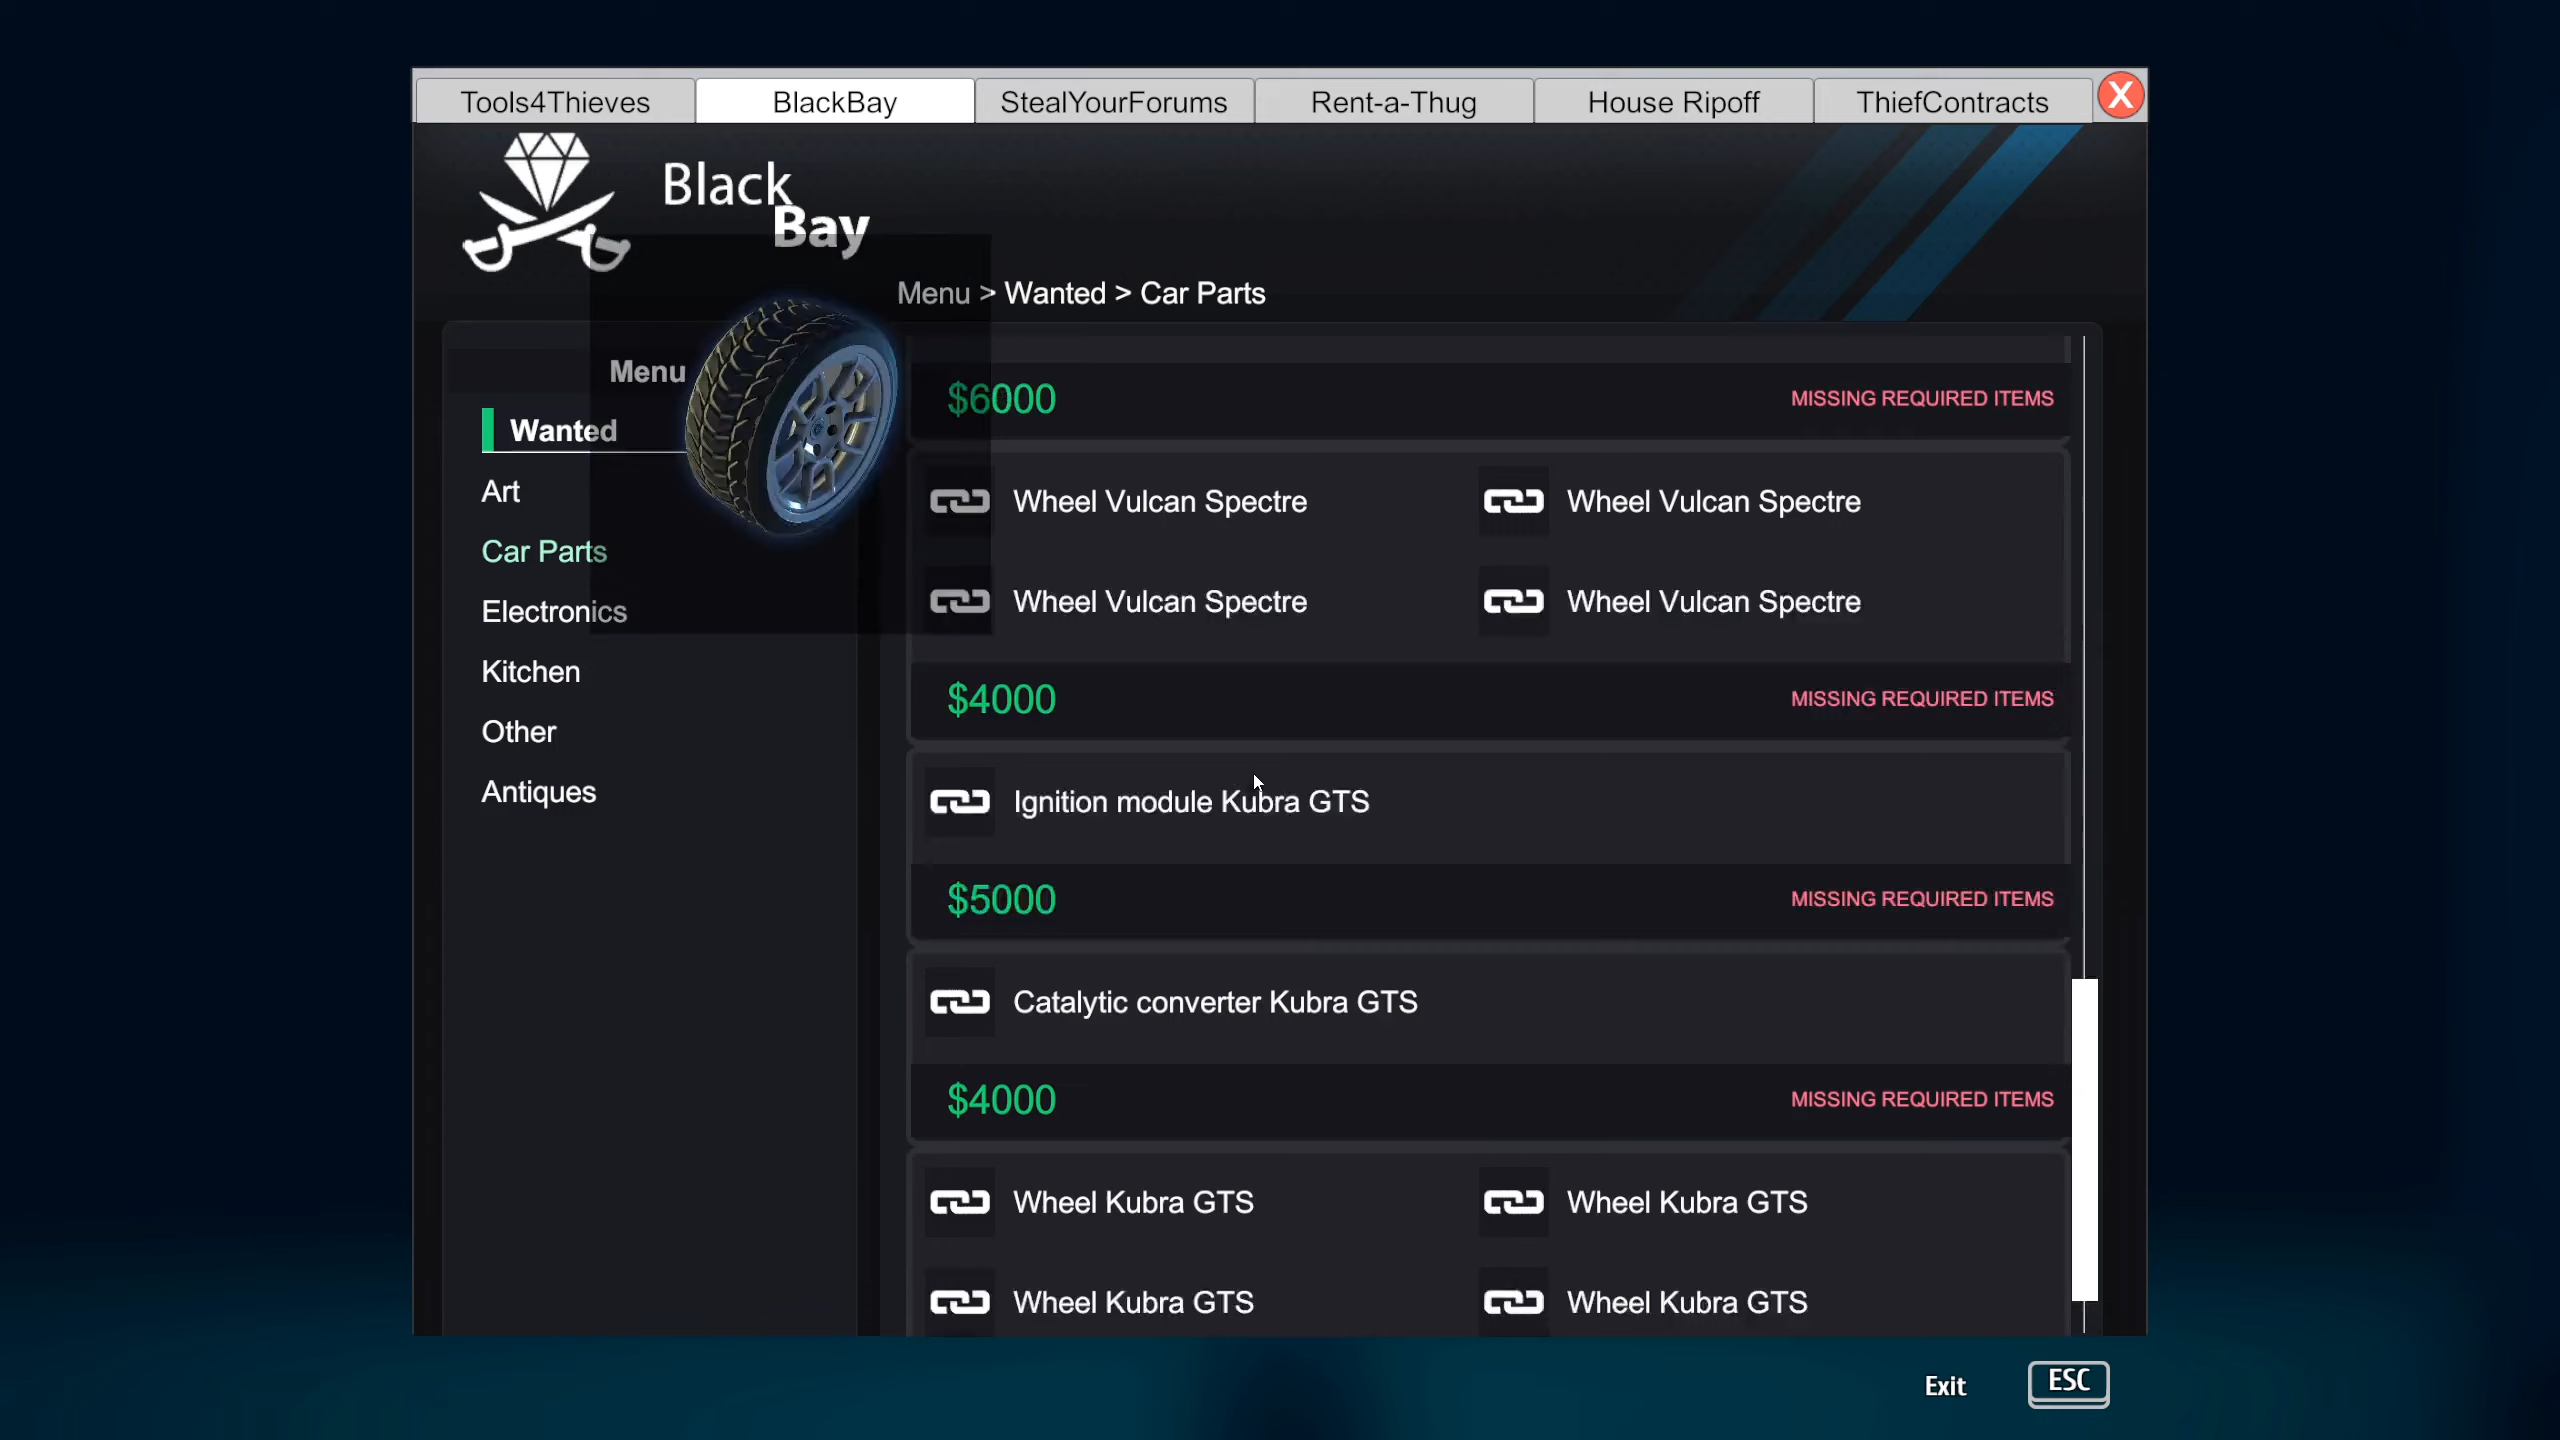 Tools4Thieves BlackBay StealYourForums Rent-a-Thug House Ripoff ThiefContracts X
Black
Bay
Menu > Wanted > Car Parts
Menu
Wanted
Art
Car Parts
Electronics
Kitchen
Other
Antiques
$6000 MISSING REQUIRED ITEMS
Wheel Vulcan Spectre Wheel Vulcan Spectre
Wheel Vulcan Spectre Wheel Vulcan Spectre
$4000 MISSING REQUIRED ITEMS
Ignition module Kubra GTS
$5000 MISSING REQUIRED ITEMS
Catalytic converter Kubra GTS
$4000 MISSING REQUIRED ITEMS
Wheel Kubra GTS Wheel Kubra GTS
Wheel Kubra GTS Wheel Kubra GTS
Exit ESC